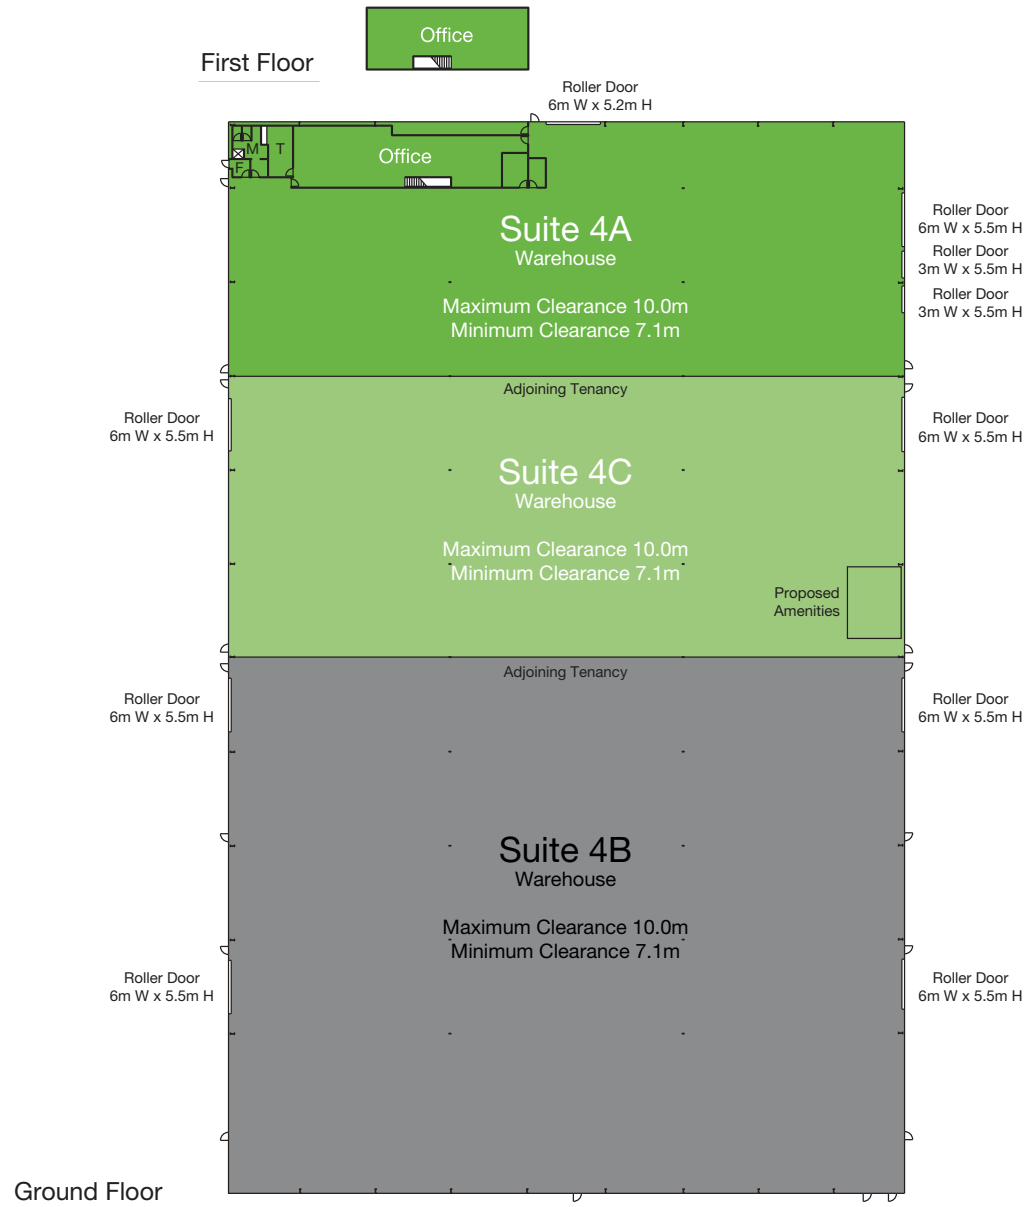 Office
First Floor
Roller Door
6m W x 5.2m H
M
T
F
Office
Suite 4A
Warehouse
Maximum Clearance 10.0m
Minimum Clearance 7.1m
Roller Door
6m W x 5.5m H
Roller Door
3m W x 5.5m H
Roller Door
3m W x 5.5m H
Adjoining Tenancy
Roller Door
6m W x 5.5m H
Roller Door
6m W x 5.5m H
Suite 4C
Warehouse
Maximum Clearance 10.0m
Minimum Clearance 7.1m
Proposed
Amenities
Adjoining Tenancy
Roller Door
6m W x 5.5m H
Roller Door
6m W x 5.5m H
Suite 4B
Warehouse
Maximum Clearance 10.0m
Minimum Clearance 7.1m
Roller Door
6m W x 5.5m H
Roller Door
6m W x 5.5m H
Ground Floor